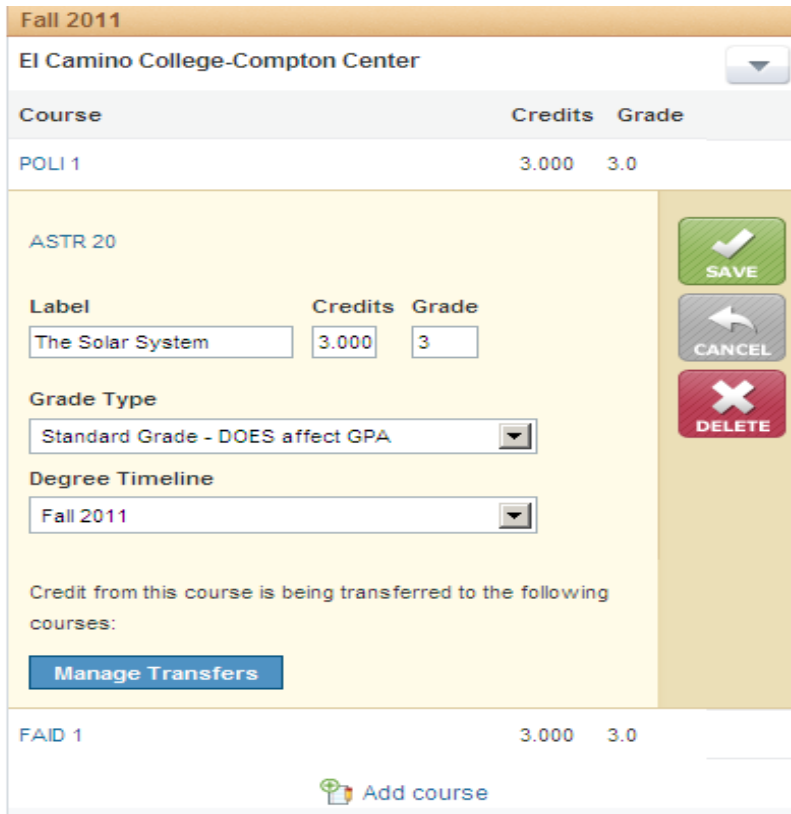 Fall 2011
El Camino College-Compton Center
Course Credits Grade
POLI 1 3.000 3.0
ASTR 20
SAVE
Label Credits Grade
The Solar System 3.000 3
CANCEL
Grade Type
Standard Grade - DOES affect GPA
DELETE
Degree Timeline
Fall 2011
Credit from this course is being transferred to the following
courses:
Manage Transfers
FAID 1 3.000 3.0
Add course